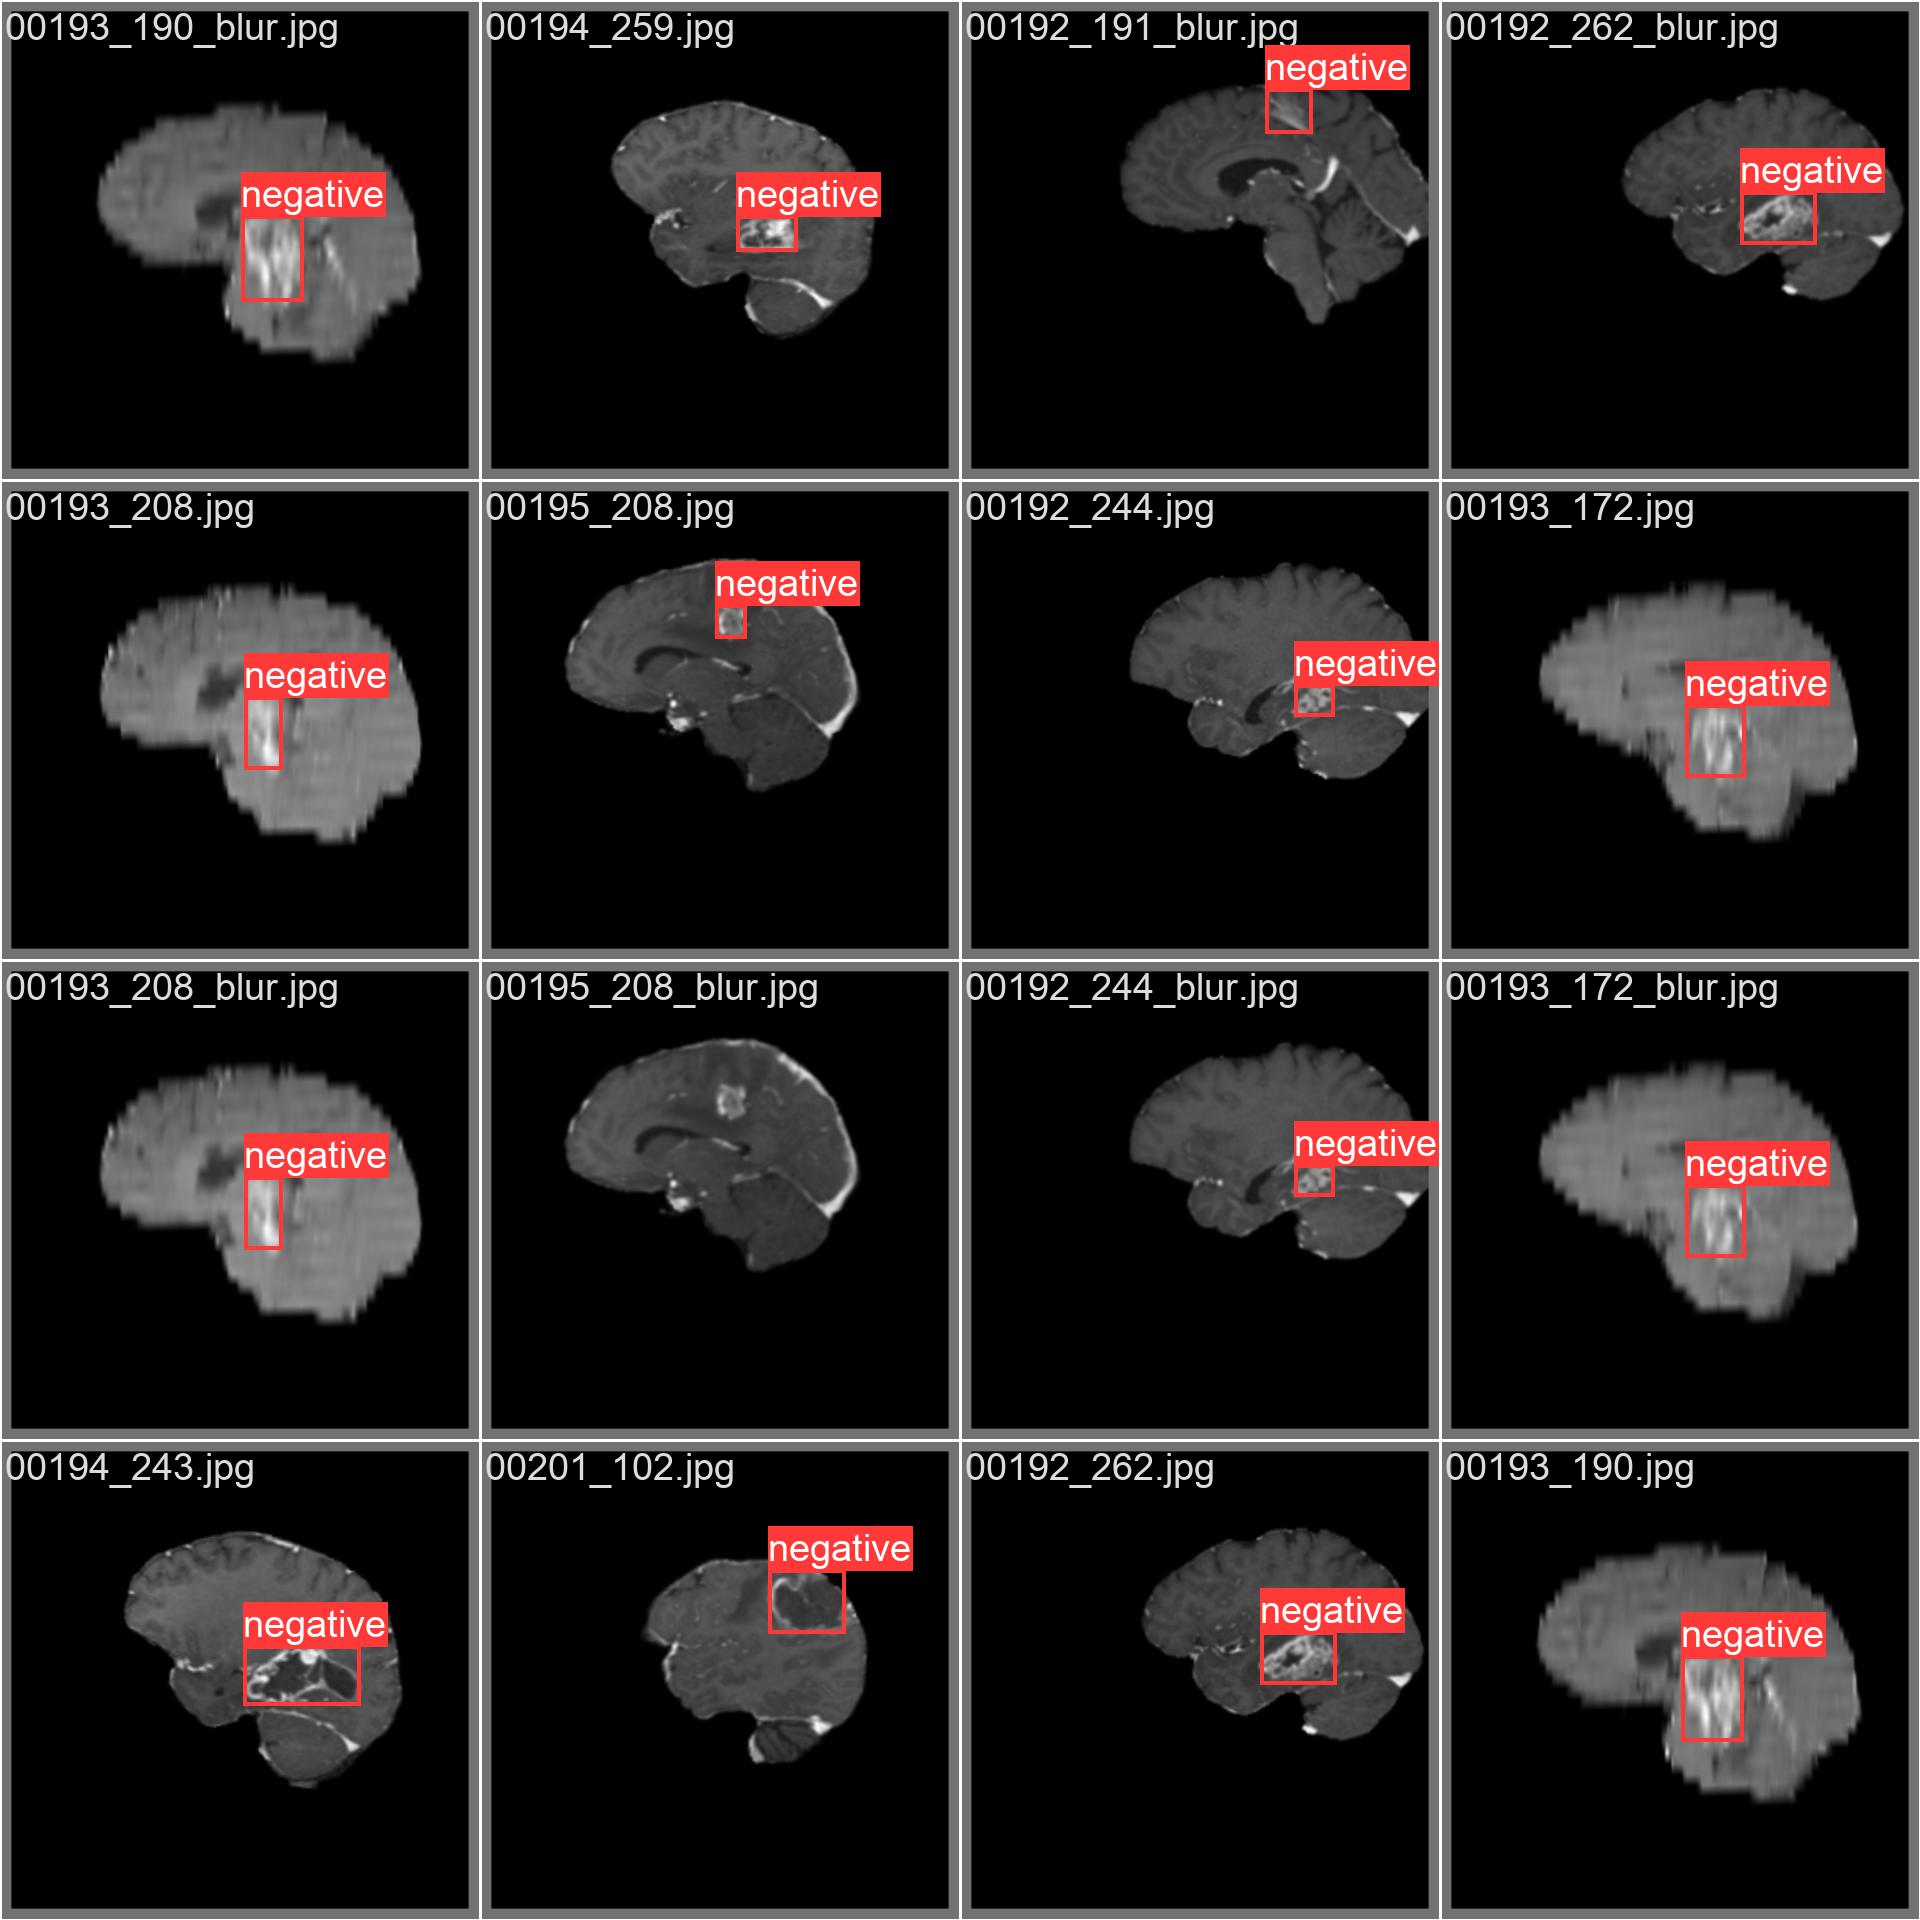 00193_190_blur.jpg
negative
00194_259.jpg
negative
00192_191_blur.jpg
negative
00192_262_blur.jpg
negative
00193_208.jpg
negative
00195_208.jpg
negative
00192_244.jpg
negative
00193_172.jpg
negative
00193_208_blur.jpg
negative
00195_208_blur.jpg
00192_244_blur.jpg
negative
00193_172_blur.jpg
negative
00194_243.jpg
negative
00201_102.jpg
negative
00192_262.jpg
negative
00193_190.jpg
negative